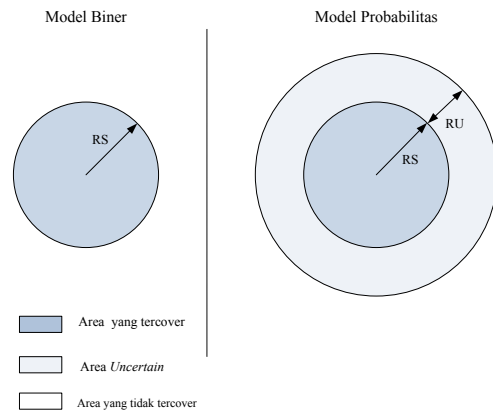 Model Biner
Model Probabilitas
RS
RU
RS
Area yang tercover
Area Uncertain
Area yang tidak tercover